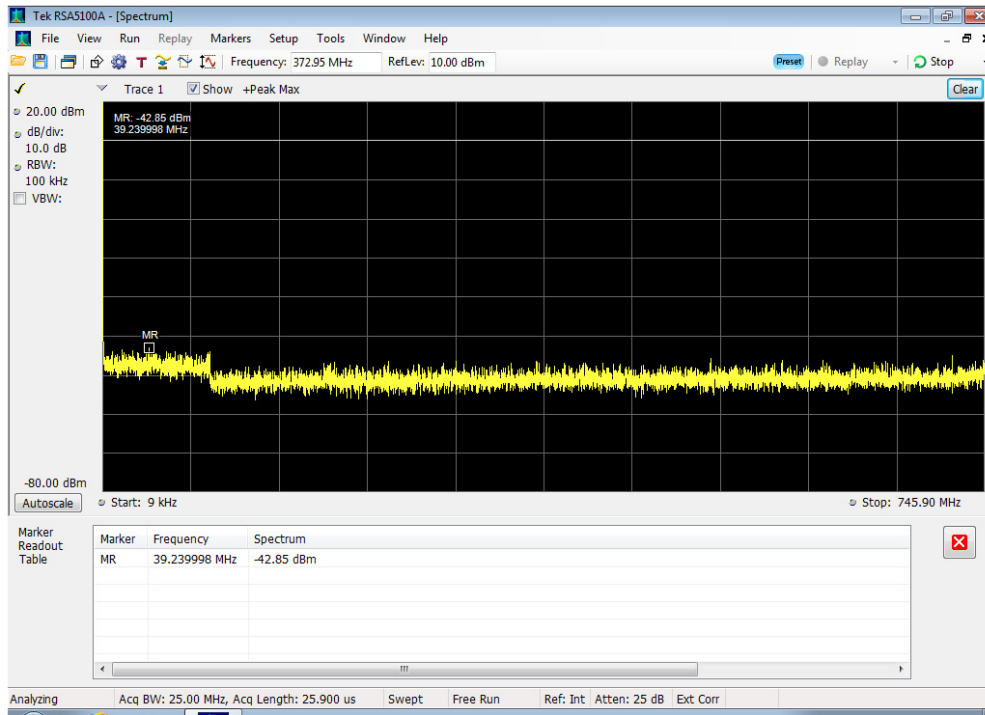 Tek RSA5100A - [Spectrum]
File View Run Replay Markers Setup Tools Window Help
T Frequency: 372.95 MHz RefLev: 10.00 dBm Preset Replay Stop
Trace 1 Show +Peak Max Clear
20.00 dBm
dB/div:
10.0 dB
RBW:
100 kHz
VBW:
MR: -42.85 dBm
39.239998 MHz
MR
-80.00 dBm
Autoscale Start: 9 kHz Stop: 745.90 MHz
Marker
Readout
Table
Marker Frequency Spectrum
MR 39.239998 MHz -42.85 dBm
Analyzing Acq BW: 25.00 MHz, Acq Length: 25.900 us Swept Free Run Ref: Int Atten: 25 dB Ext Corr